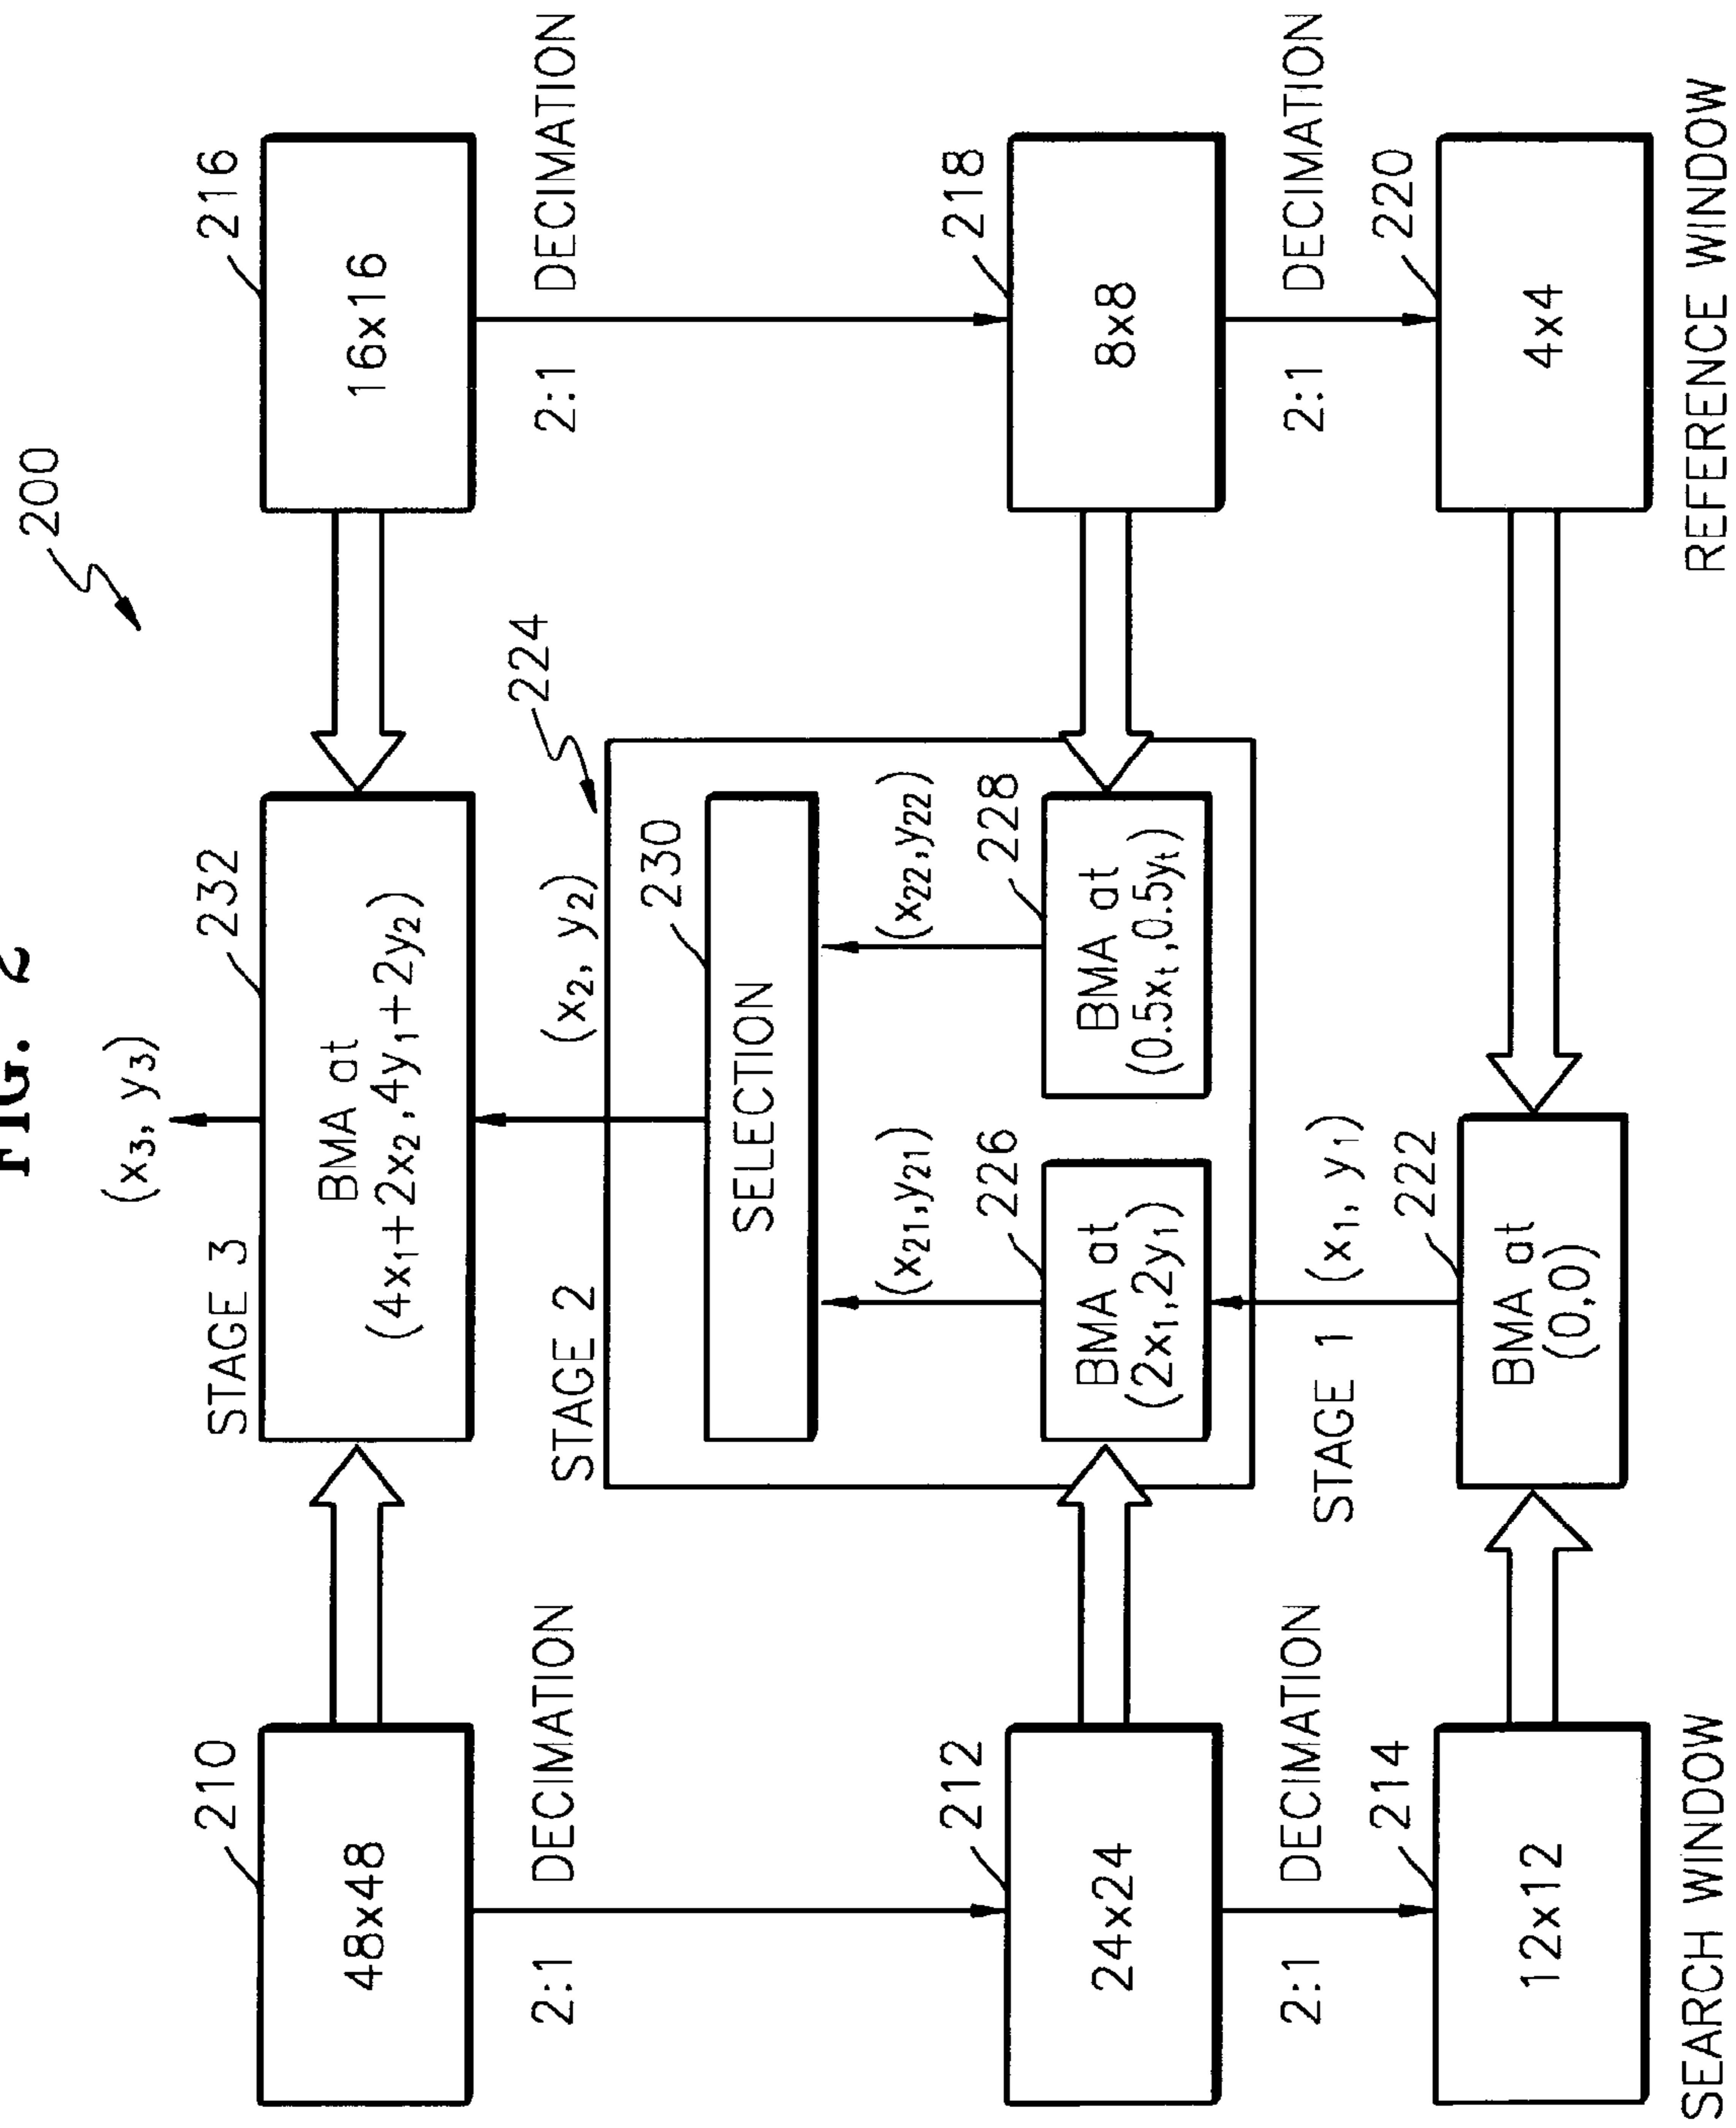 FIG. 2
200
(x3, y3)
210
48x48
STAGE 3
232
BMA at
(4x1+2x2,4y1+2y2)
216
16x16
2:1 DECIMATION
STAGE 2
(x2, y2)
224
2:1 DECIMATION
230
SELECTION
(x21,y21)
(x22,y22)
212
24x24
226
BMA at
(2x1,2y1)
228
BMA at
(0.5xt,0.5yt)
218
8x8
2:1 DECIMATION
STAGE 1
(x1, y1)
2:1 DECIMATION
214
12x12
222
BMA at
(0,0)
220
4x4
SEARCH WINDOW
REFERENCE WINDOW